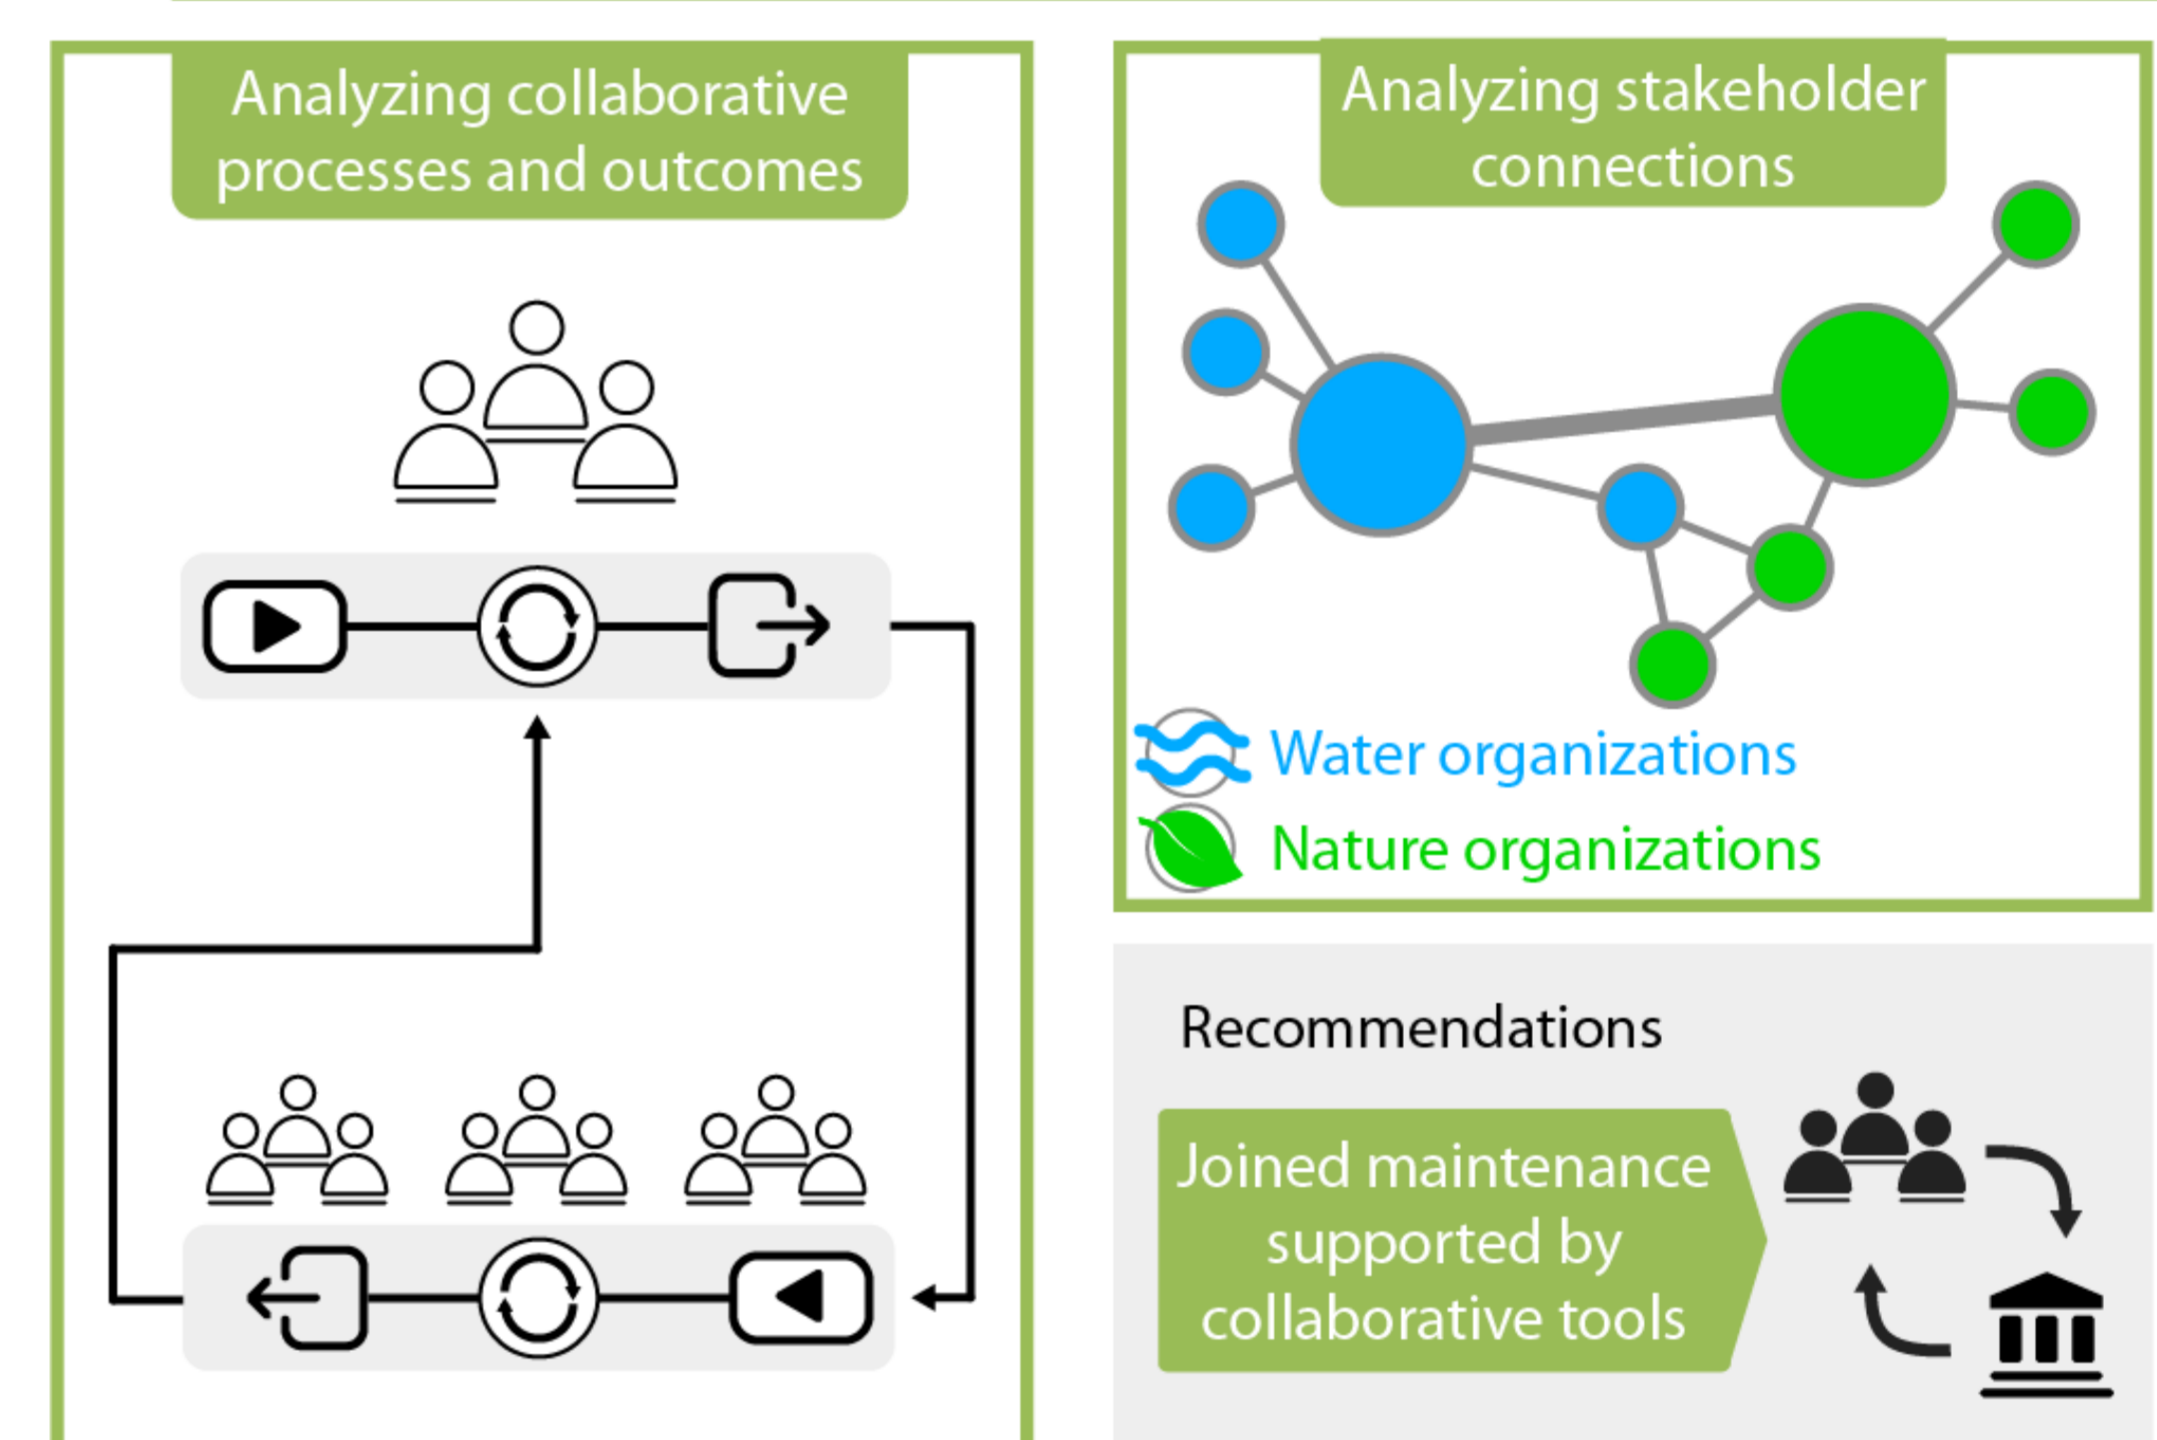 Analyzing collaborative
processes and outcomes
Analyzing stakeholder
connections
Water organizations
Nature organizations
Recommendations
Joined maintenance
supported by
collaborative tools